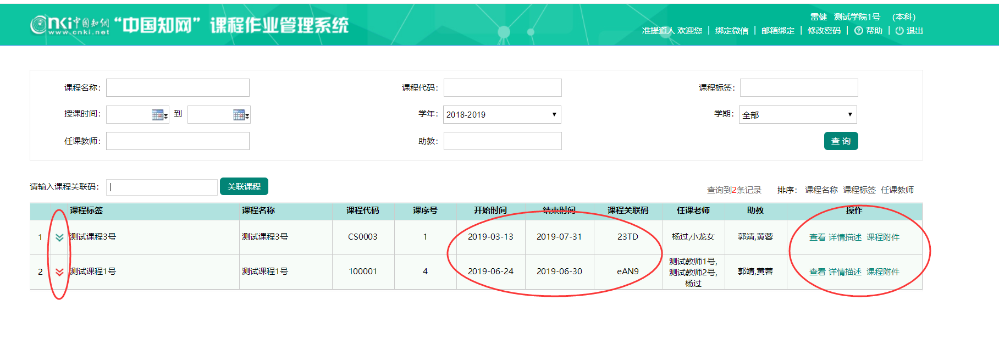 雷健 测试学院1号 (本科)
cnki中国知网 “中国知网” 课程作业管理系统
www.cnki.net
准提道人 欢迎您 | 绑定微信 | 邮箱绑定 | 修改密码 | 帮助 | 退出
课程名称: 课程代码: 课程标签:
授课时间: 到 学年: 2018-2019 学期: 全部
任课教师: 助教: 查 询
请输入课程关联码: 关联课程 查询到2条记录 排序: 课程名称 课程标签 任课教师
课程标签 课程名称 课程代码 课序号 开始时间 结束时间 课程关联码 任课老师 助教 操作
1 测试课程3号 测试课程3号 CS0003 1 2019-03-13 2019-07-31 23TD 杨过,小龙女 郭靖,黄蓉 查看 详情描述 课程附件
2 测试课程1号 测试课程1号 100001 4 2019-06-24 2019-06-30 eAN9 测试教师1号,测试教师2号,杨过 郭靖,黄蓉 查看 详情描述 课程附件